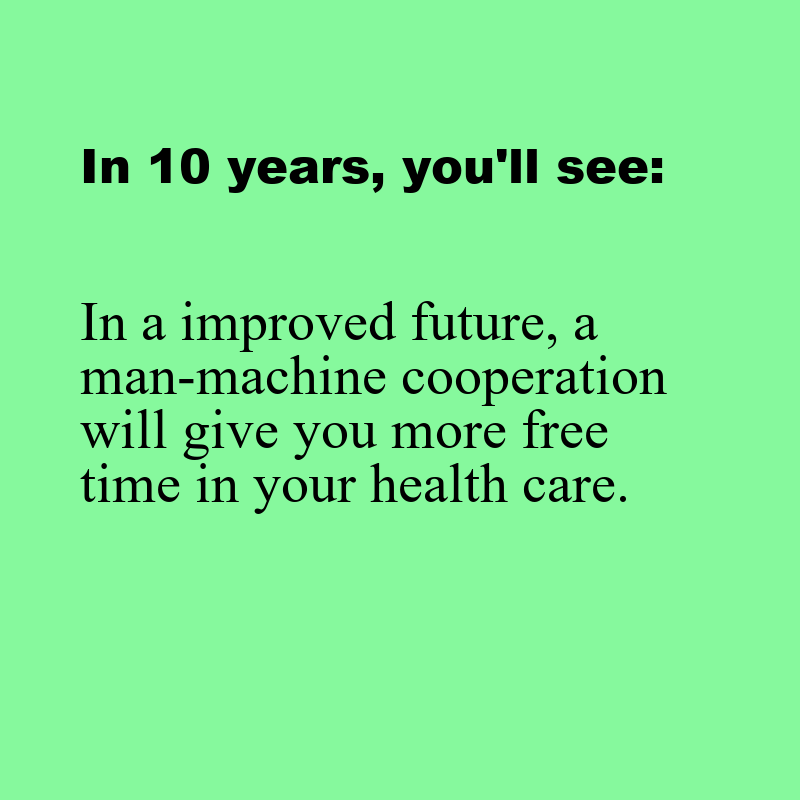 In 10 years, you'll see:
In a improved future, a
man-machine cooperation
will give you more free
time in your health care.